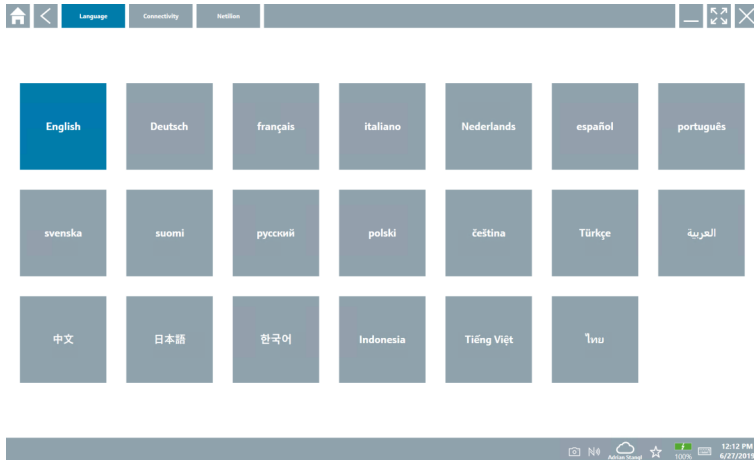 Language Connectivity Netilion
English Deutsch français italiano Nederlands español português
svenska suomi русский polski čeština Türkçe العربية
中文 日本語 한국어 Indonesia Tiếng Việt ไทย
12:12 PM
Adrian Stangl 100% 6/27/2019